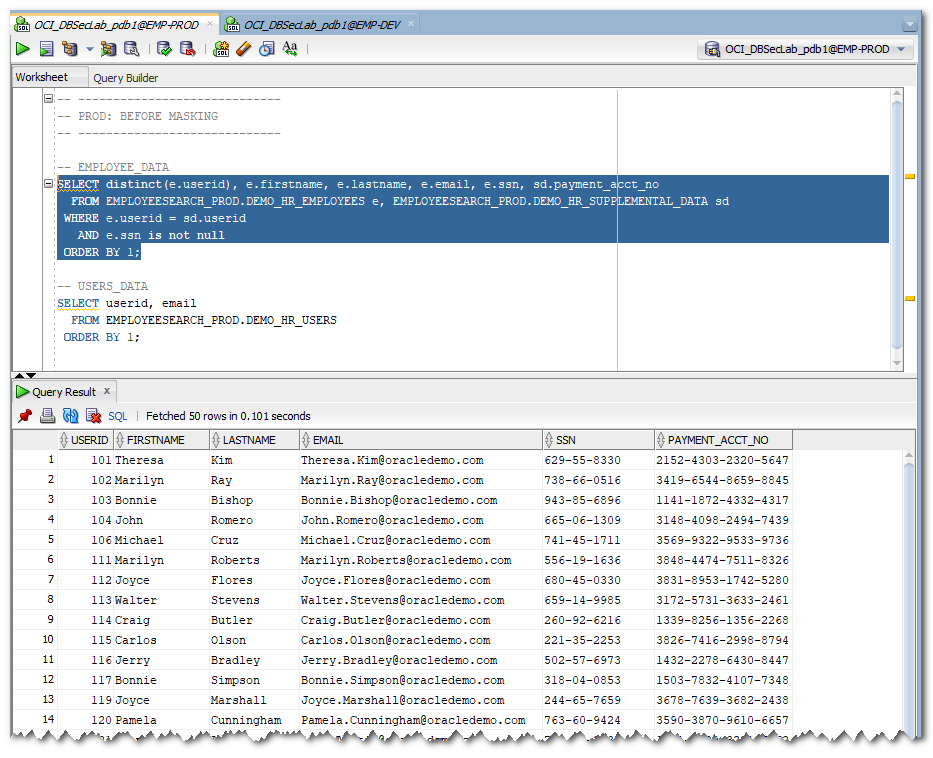 OCI_DBSecLab_pdb1@EMP-PROD × OCI_DBSecLab_pdb1@EMP-DEV ×
OCI_DBSecLab_pdb1@EMP-PROD
Worksheet Query Builder
-- -----------------------------
-- PROD: BEFORE MASKING
-- -----------------------------
-- EMPLOYEE_DATA
SELECT distinct(e.userid), e.firstname, e.lastname, e.email, e.ssn, sd.payment_acct_no
FROM EMPLOYEESEARCH_PROD.DEMO_HR_EMPLOYEES e, EMPLOYEESEARCH_PROD.DEMO_HR_SUPPLEMENTAL_DATA sd
WHERE e.userid = sd.userid
AND e.ssn is not null
ORDER BY 1;
-- USERS_DATA
SELECT userid, email
FROM EMPLOYEESEARCH_PROD.DEMO_HR_USERS
ORDER BY 1;
Query Result ×
SQL | Fetched 50 rows in 0.101 seconds
USERID FIRSTNAME LASTNAME EMAIL SSN PAYMENT_ACCT_NO
1 101 Theresa Kim Theresa.Kim@oracledemo.com 629-55-8330 2152-4303-2320-5647
2 102 Marilyn Ray Marilyn.Ray@oracledemo.com 738-66-0516 3419-6544-8659-8845
3 103 Bonnie Bishop Bonnie.Bishop@oracledemo.com 943-85-6896 1141-1872-4332-4317
4 104 John Romero John.Romero@oracledemo.com 665-06-1309 3148-4098-2494-7439
5 106 Michael Cruz Michael.Cruz@oracledemo.com 741-45-1711 3569-9322-9533-9736
6 111 Marilyn Roberts Marilyn.Roberts@oracledemo.com 556-19-1636 3848-4474-7511-8326
7 112 Joyce Flores Joyce.Flores@oracledemo.com 680-45-0330 3831-8953-1742-5280
8 113 Walter Stevens Walter.Stevens@oracledemo.com 659-14-9985 3172-5731-3633-2461
9 114 Craig Butler Craig.Butler@oracledemo.com 260-92-6216 1339-8256-1356-2268
10 115 Carlos Olson Carlos.Olson@oracledemo.com 221-35-2253 3826-7416-2998-8794
11 116 Jerry Bradley Jerry.Bradley@oracledemo.com 502-57-6973 1432-2278-6430-8447
12 117 Bonnie Simpson Bonnie.Simpson@oracledemo.com 318-04-0853 1503-7832-4107-7348
13 119 Joyce Marshall Joyce.Marshall@oracledemo.com 244-65-7659 3678-7639-3682-2438
14 120 Pamela Cunningham Pamela.Cunningham@oracledemo.com 763-60-9424 3590-3870-9610-6657